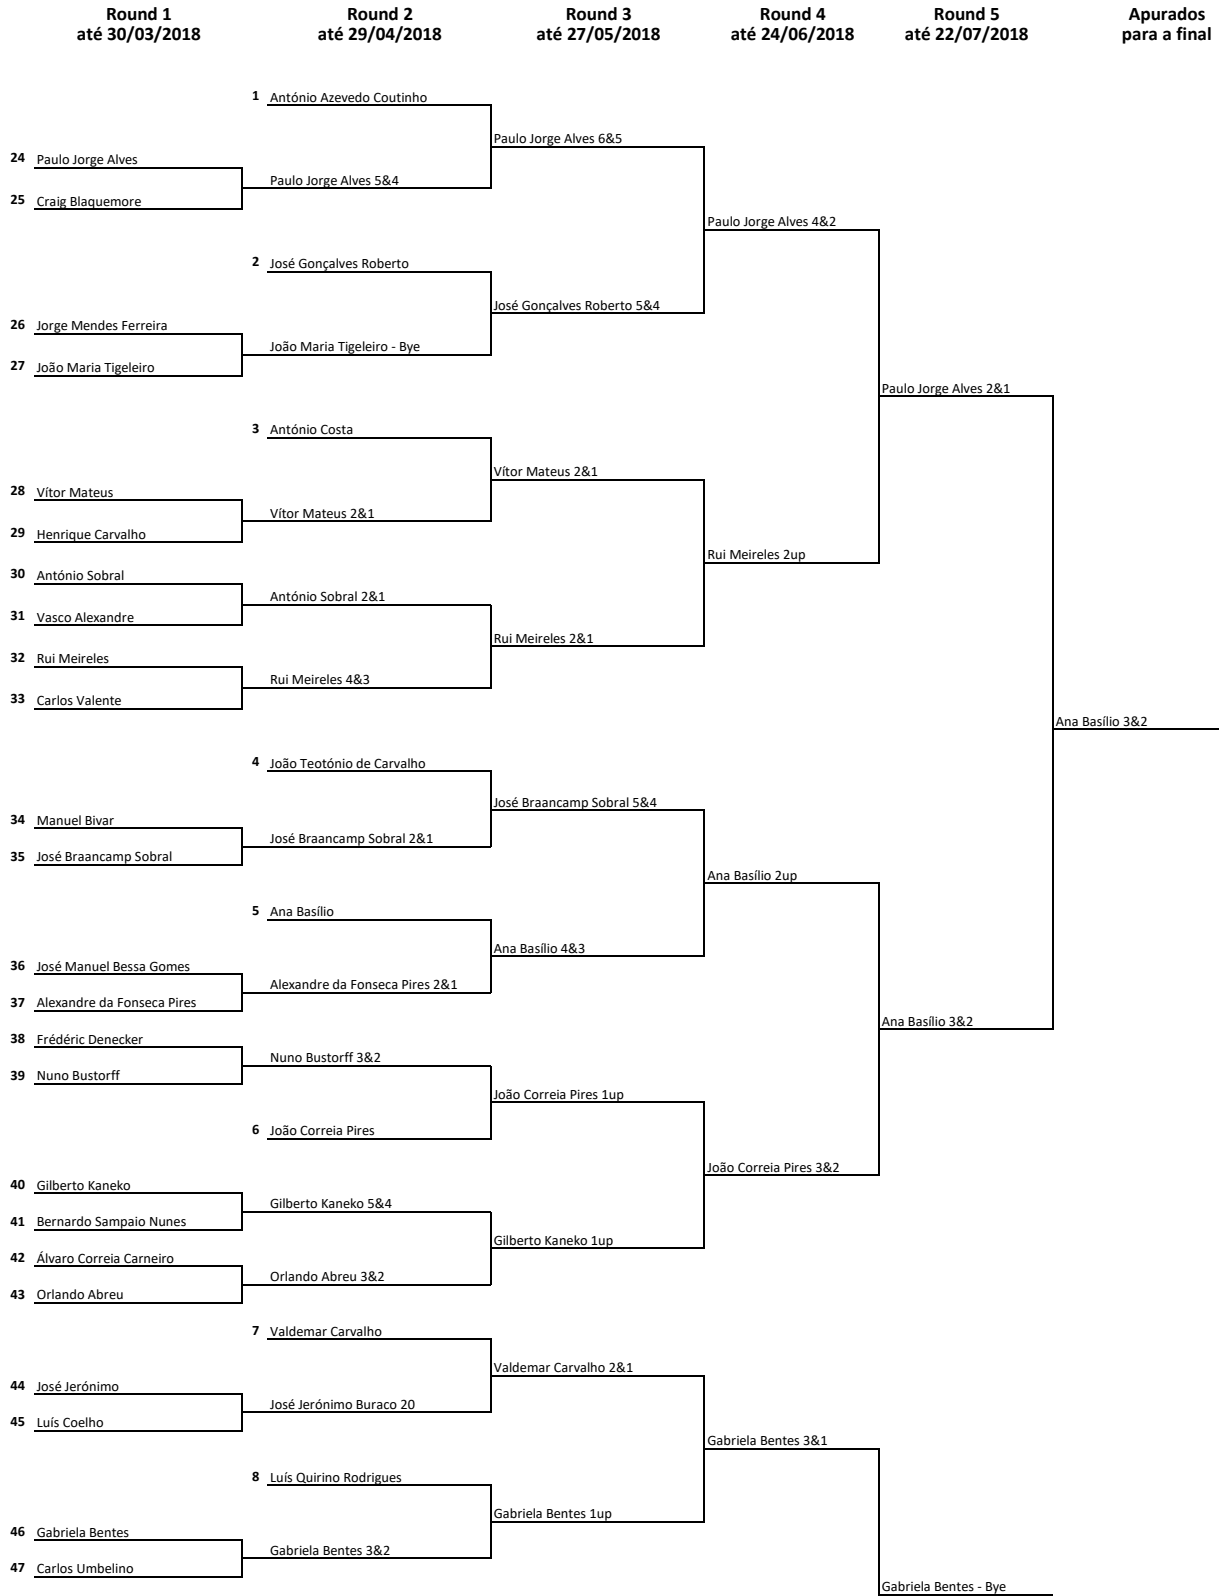 Round 1
até 30/03/2018
Round 2
até 29/04/2018
Round 3
até 27/05/2018
Round 4
até 24/06/2018
Round 5
até 22/07/2018
Apurados
para a final
1 António Azevedo Coutinho
Paulo Jorge Alves 6&5
24 Paulo Jorge Alves
Paulo Jorge Alves 5&4
25 Craig Blaquemore
Paulo Jorge Alves 4&2
2 José Gonçalves Roberto
José Gonçalves Roberto 5&4
26 Jorge Mendes Ferreira
João Maria Tigeleiro - Bye
27 João Maria Tigeleiro
Paulo Jorge Alves 2&1
3 António Costa
Vítor Mateus 2&1
28 Vítor Mateus
Vítor Mateus 2&1
29 Henrique Carvalho
Rui Meireles 2up
30 António Sobral
António Sobral 2&1
31 Vasco Alexandre
Rui Meireles 2&1
32 Rui Meireles
Rui Meireles 4&3
33 Carlos Valente
Ana Basílio 3&2
4 João Teotónio de Carvalho
José Braancamp Sobral 5&4
34 Manuel Bivar
José Braancamp Sobral 2&1
35 José Braancamp Sobral
Ana Basílio 2up
5 Ana Basílio
Ana Basílio 4&3
36 José Manuel Bessa Gomes
Alexandre da Fonseca Pires 2&1
37 Alexandre da Fonseca Pires
Ana Basílio 3&2
38 Frédéric Denecker
Nuno Bustorff 3&2
39 Nuno Bustorff
João Correia Pires 1up
6 João Correia Pires
João Correia Pires 3&2
40 Gilberto Kaneko
Gilberto Kaneko 5&4
41 Bernardo Sampaio Nunes
Gilberto Kaneko 1up
42 Álvaro Correia Carneiro
Orlando Abreu 3&2
43 Orlando Abreu
7 Valdemar Carvalho
Valdemar Carvalho 2&1
44 José Jerónimo
José Jerónimo Buraco 20
45 Luís Coelho
Gabriela Bentes 3&1
8 Luís Quirino Rodrigues
Gabriela Bentes 1up
46 Gabriela Bentes
Gabriela Bentes 3&2
47 Carlos Umbelino
Gabriela Bentes - Bye